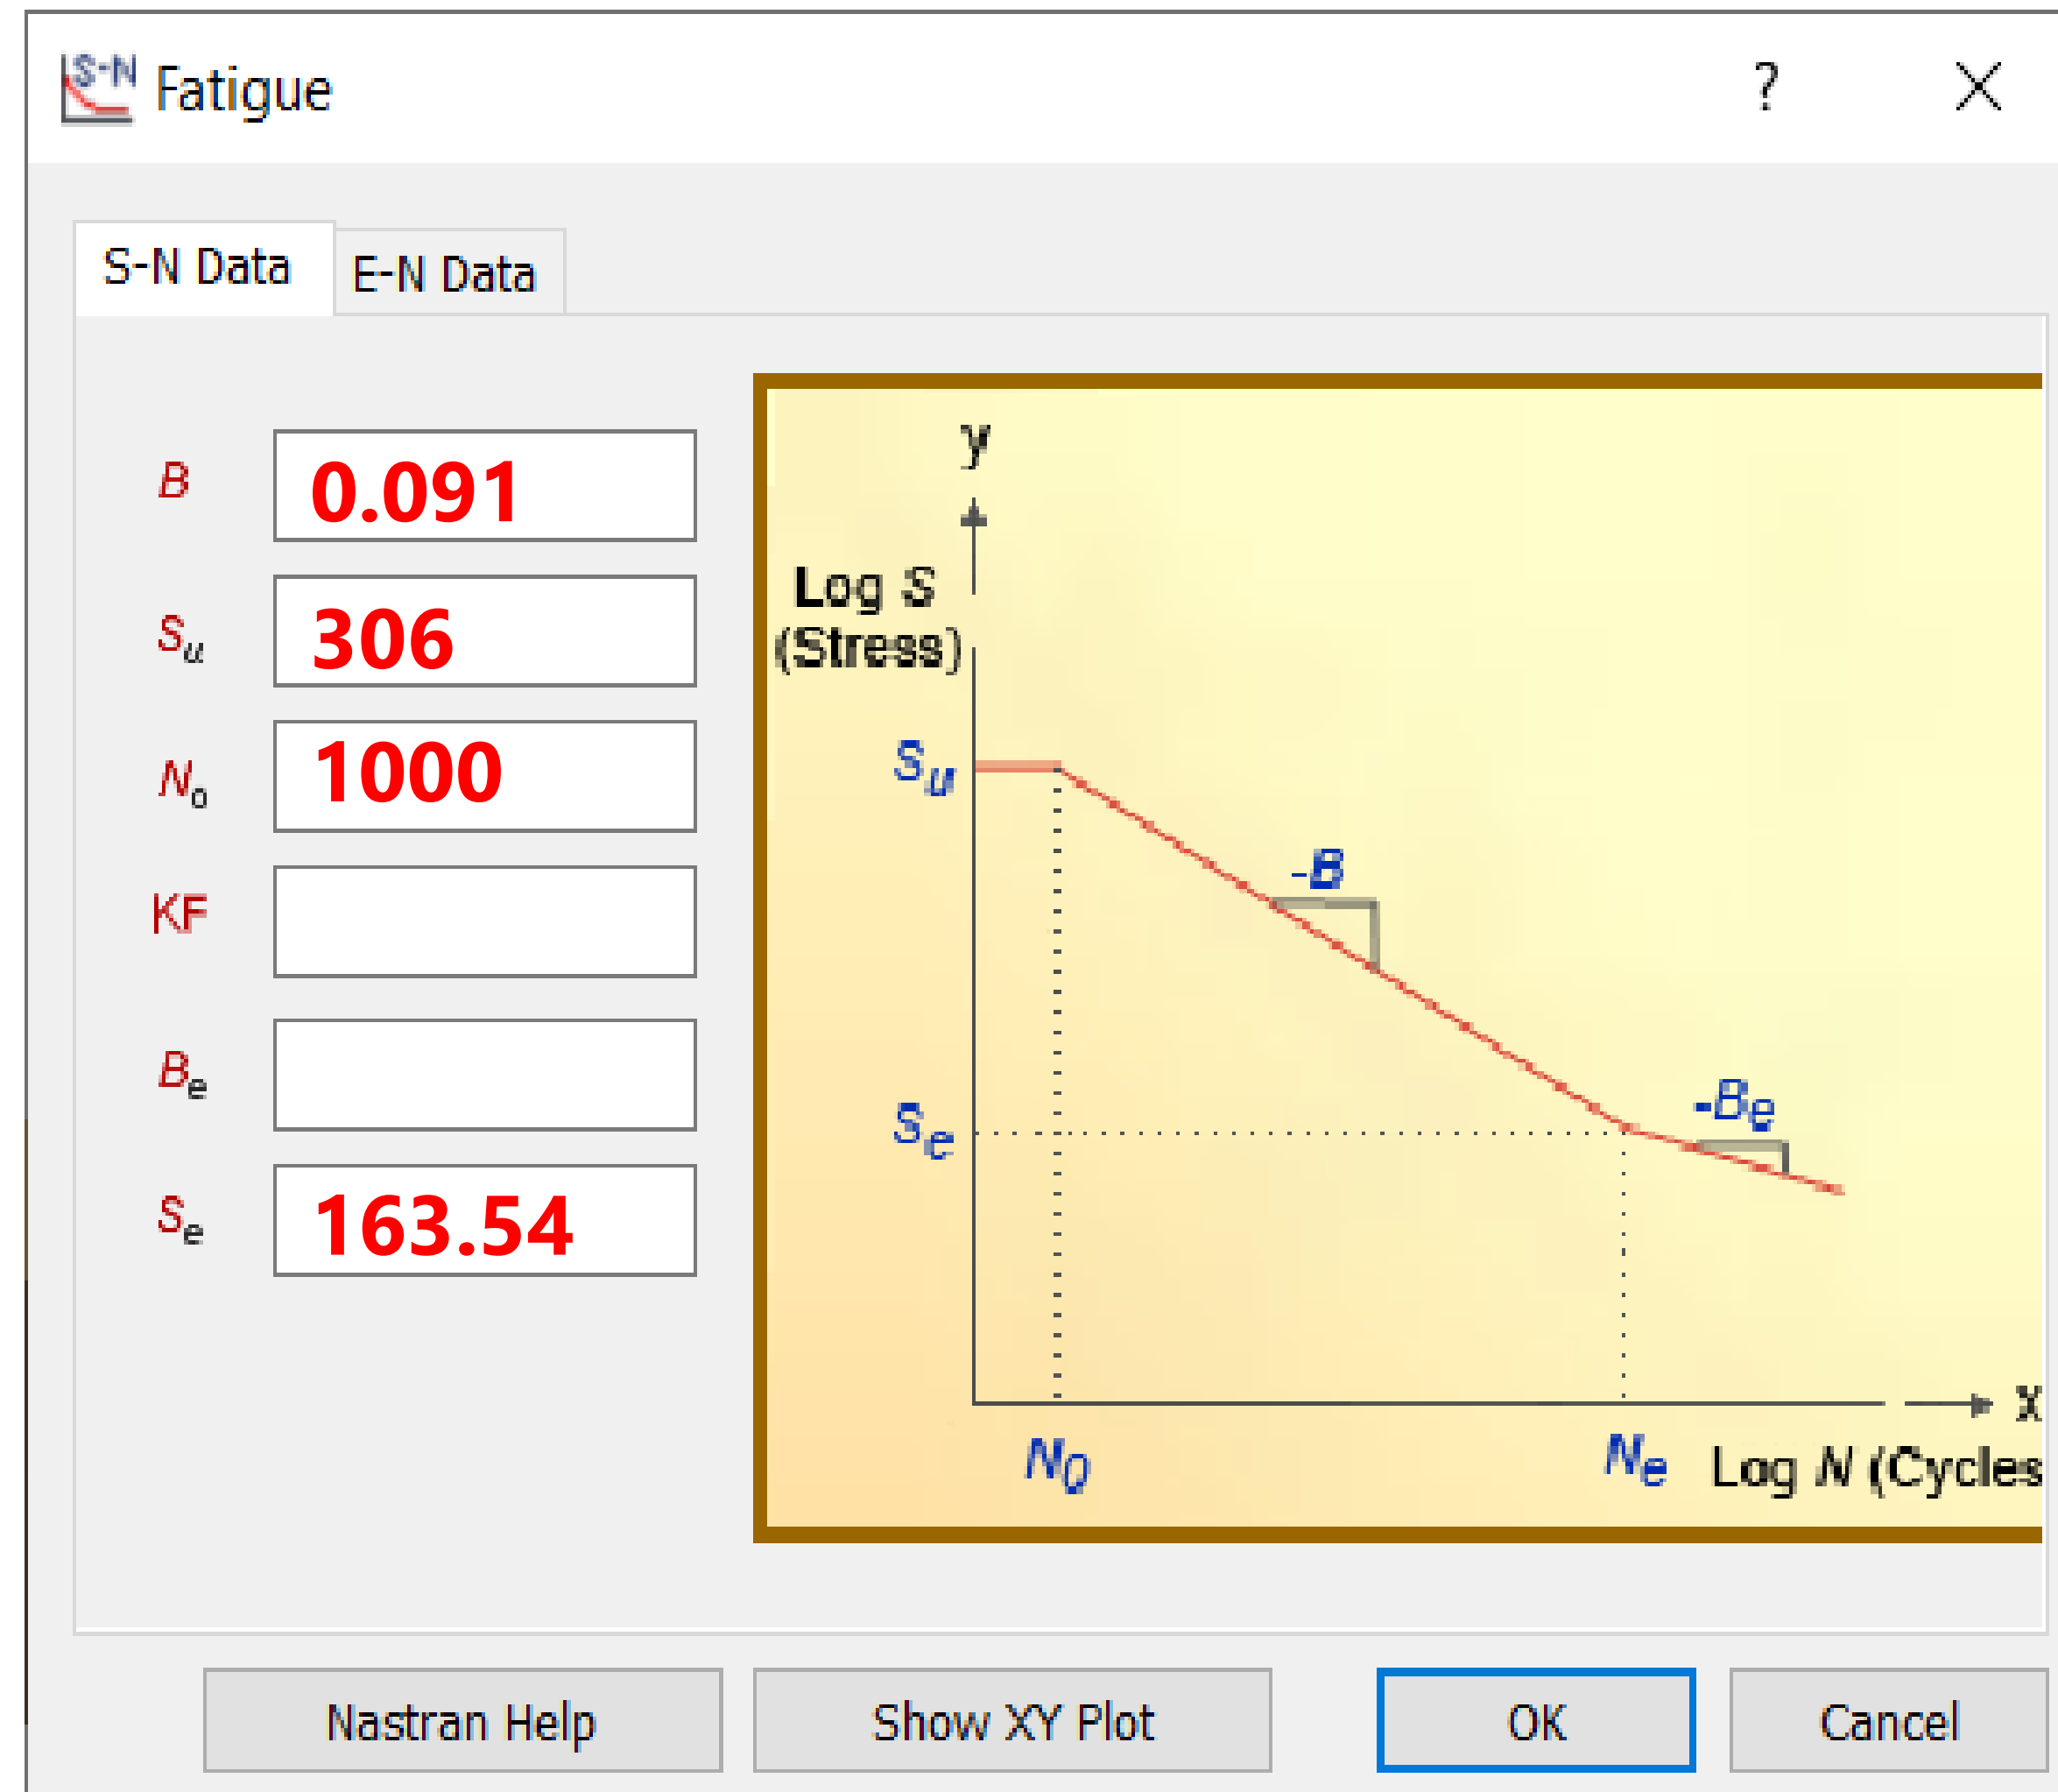 S-N Fatigue ? X
S-N Data E-N Data
B 0.091
Su 306
No 1000
KF
Be
Se 163.54
y
Log S
(Stress)
Su
-B
-Be
Se
X
N0 Ne Log N (Cycles
Nastran Help Show XY Plot OK Cancel